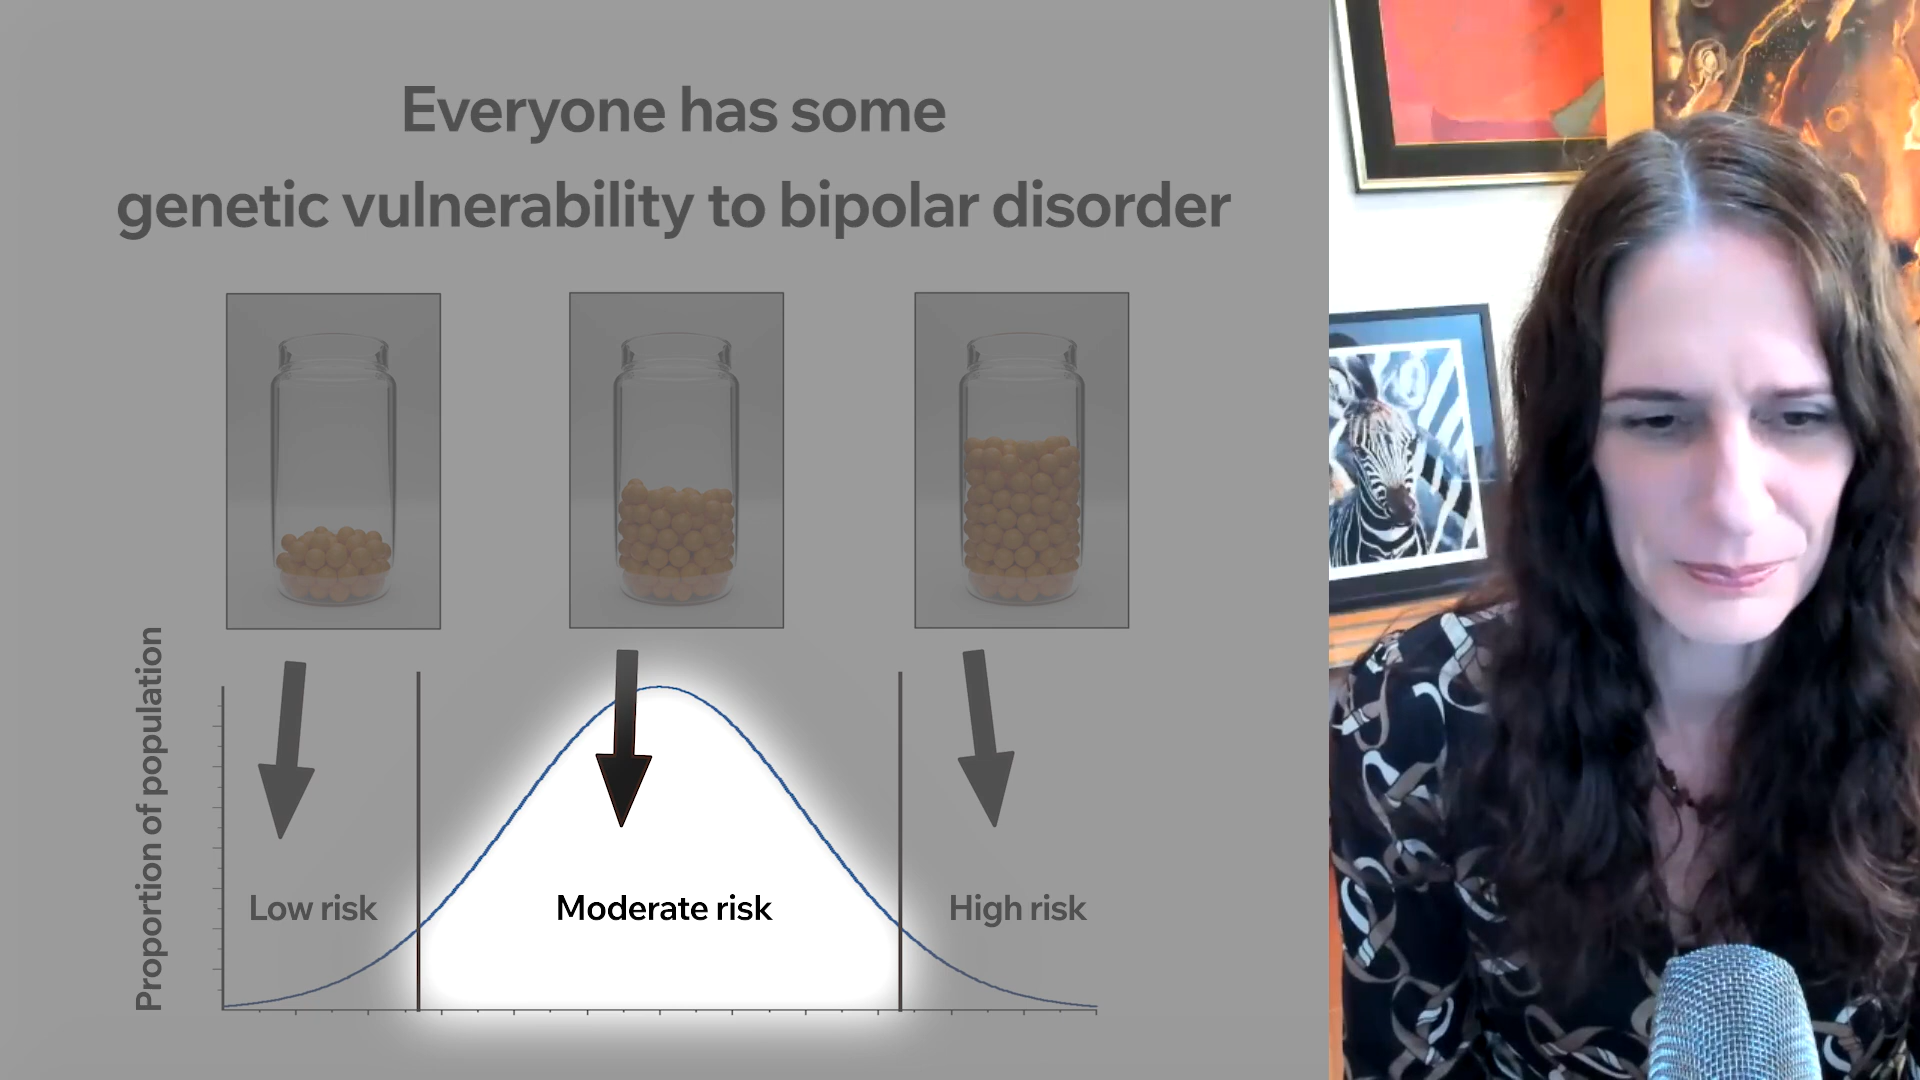 Everyone has some
genetic vulnerability to bipolar disorder
Proportion of population
Low risk
Moderate risk
High risk